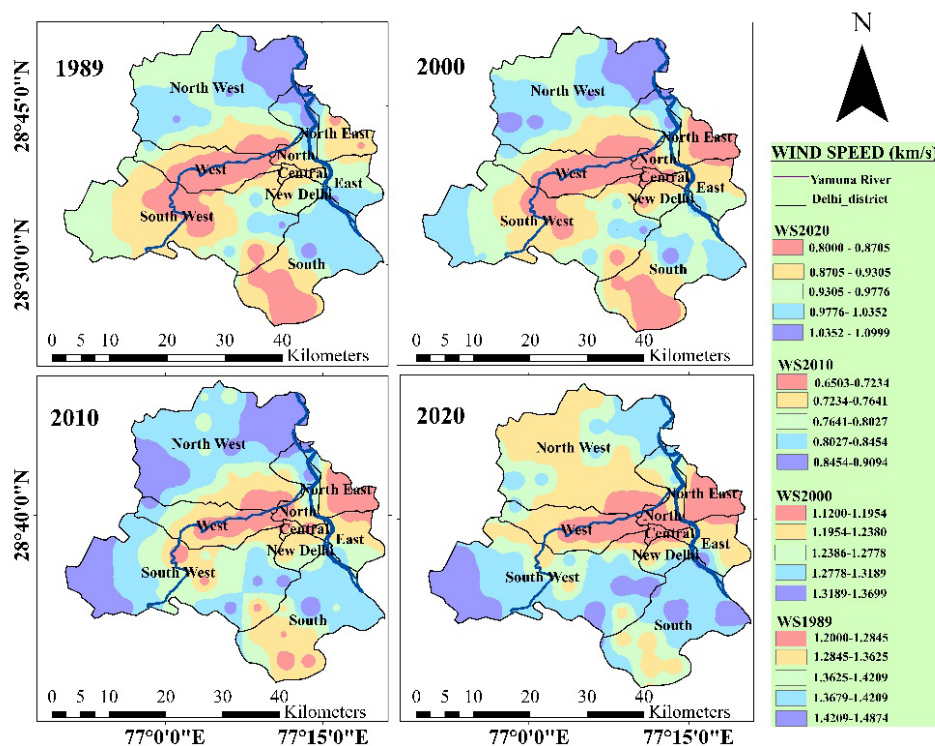 1989
North West
North East
North
West
Central
East
New Delhi
South West
South
0 5 10 20 30 40
Kilometers
2000
North West
North East
North
West
Central
East
New Delhi
South West
South
0 5 10 20 30 40
Kilometers
2010
North West
North East
North
West
Central
East
New Delhi
South West
South
0 5 10 20 30 40
Kilometers
2020
North West
North East
North
West
Central
East
New Delhi
South West
South
0 5 10 20 30 40
Kilometers
28°45'0"N
28°30'0"N
28°40'0"N
77°0'0"E
77°15'0"E
77°0'0"E
77°15'0"E
N
WIND SPEED (km/s)
Yamuna River
Delhi_district
WS2020
0.8000 - 0.8705
0.8705 - 0.9305
0.9305 - 0.9776
0.9776 - 1.0352
1.0352 - 1.0999
WS2010
0.6503-0.7234
0.7234-0.7641
0.7641-0.8027
0.8027-0.8454
0.8454-0.9094
WS2000
1.1200-1.1954
1.1954-1.2380
1.2386-1.2778
1.2778-1.3189
1.3189-1.3699
WS1989
1.2000-1.2845
1.2845-1.3625
1.3625-1.4209
1.3679-1.4209
1.4209-1.4874